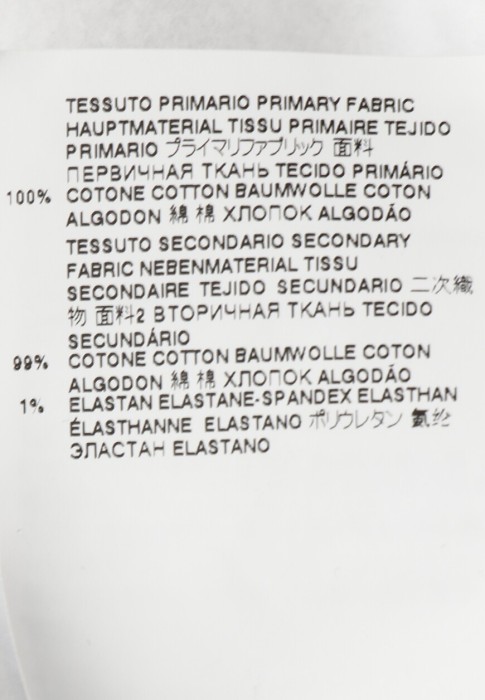 TESSUTO PRIMARIO PRIMARY FABRIC
HAUPTMATERIAL TISSU PRIMAIRE TEJIDO
PRIMARIO プライマリファブリック 面料
ПЕРВИЧНАЯ ТКАНЬ TECIDO PRIMÁRIO
100% COTONE COTTON BAUMWOLLE COTON
ALGODON 綿 棉 ХЛОПОК ALGODÃO
TESSUTO SECONDARIO SECONDARY
FABRIC NEBENMATERIAL TISSU
SECONDAIRE TEJIDO SECUNDARIO 二次織
物 面料2 ВТОРИЧНАЯ ТКАНЬ TECIDO
SECUNDÁRIO
99% COTONE COTTON BAUMWOLLE COTON
ALGODON 綿 棉 ХЛОПОК ALGODÃO
1% ELASTAN ELASTANE-SPANDEX ELASTHAN
ÉLASTHANNE ELASTANO ポリウレタン 氨纶
ЭЛАСТАН ELASTANO